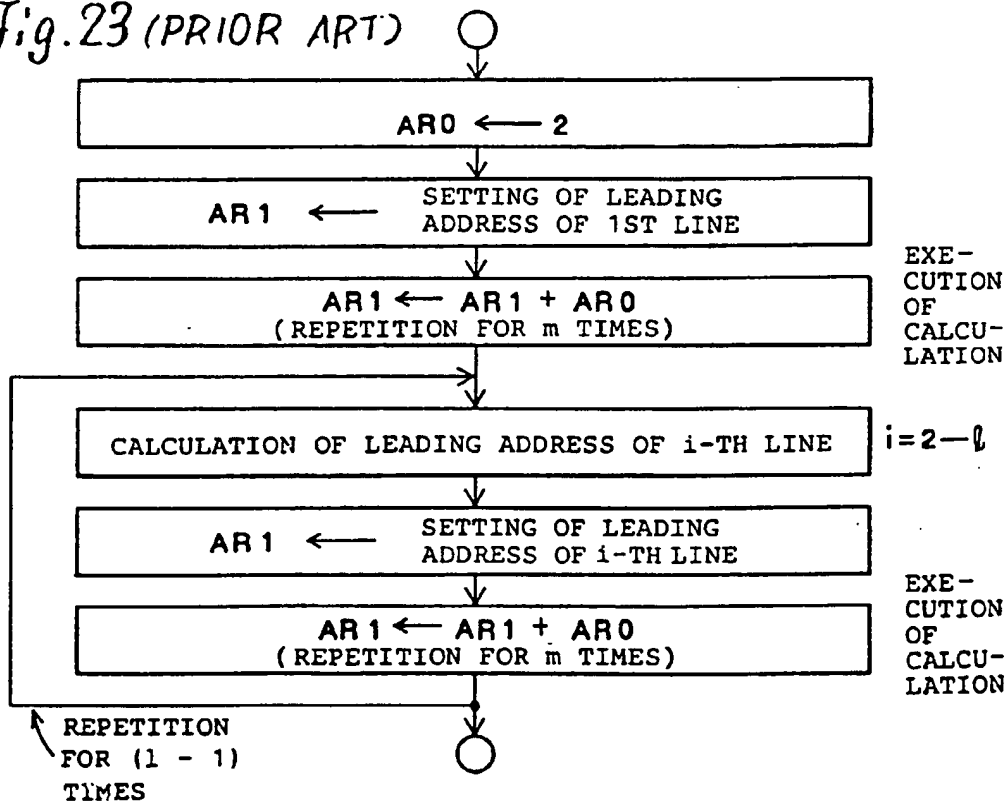 Fig.23 (PRIOR ART)
AR0 ← 2
AR1 ← SETTING OF LEADING
ADDRESS OF 1ST LINE
AR1 ← AR1 + AR0
(REPETITION FOR m TIMES)
EXE-
CUTION
OF
CALCU-
LATION
CALCULATION OF LEADING ADDRESS OF i-TH LINE
i=2—ℓ
AR1 ← SETTING OF LEADING
ADDRESS OF i-TH LINE
AR1 ← AR1 + AR0
(REPETITION FOR m TIMES)
EXE-
CUTION
OF
CALCU-
LATION
REPETITION
FOR (l - 1)
TIMES